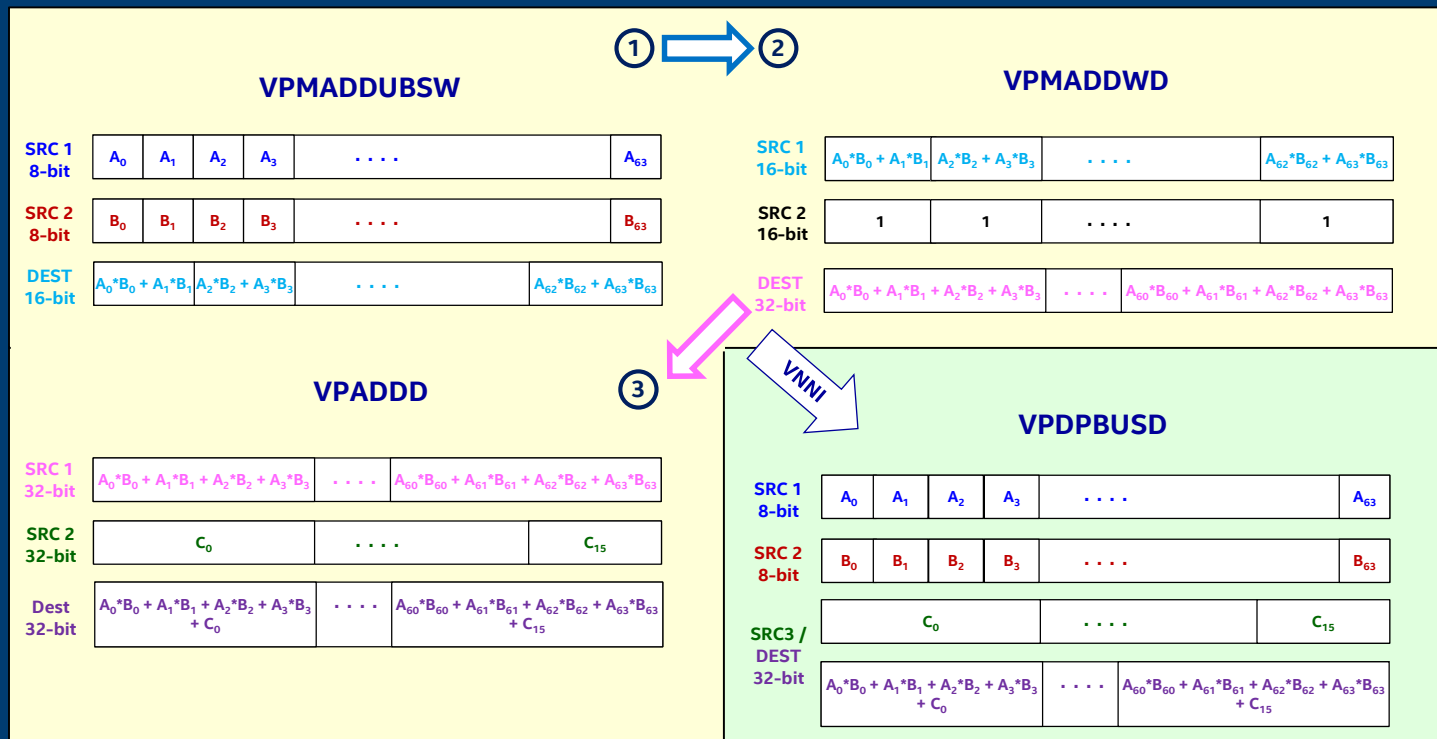 ① ②
VPMADDUBSW
SRC 1
8-bit
A₀ A₁ A₂ A₃ . . . . A₆₃
SRC 2
8-bit
B₀ B₁ B₂ B₃ . . . . B₆₃
DEST
16-bit
A₀*B₀ + A₁*B₁ A₂*B₂ + A₃*B₃ . . . . A₆₂*B₆₂ + A₆₃*B₆₃
VPMADDWD
SRC 1
16-bit
A₀*B₀ + A₁*B₁ A₂*B₂ + A₃*B₃ . . . . A₆₂*B₆₂ + A₆₃*B₆₃
SRC 2
16-bit
1 1 . . . . 1
DEST
32-bit
A₀*B₀ + A₁*B₁ + A₂*B₂ + A₃*B₃ . . . . A₆₀*B₆₀ + A₆₁*B₆₁ + A₆₂*B₆₂ + A₆₃*B₆₃
VPADDD
③
SRC 1
32-bit
A₀*B₀ + A₁*B₁ + A₂*B₂ + A₃*B₃ . . . . A₆₀*B₆₀ + A₆₁*B₆₁ + A₆₂*B₆₂ + A₆₃*B₆₃
SRC 2
32-bit
C₀ . . . . C₁₅
Dest
32-bit
A₀*B₀ + A₁*B₁ + A₂*B₂ + A₃*B₃ . . . . A₆₀*B₆₀ + A₆₁*B₆₁ + A₆₂*B₆₂ + A₆₃*B₆₃
+ C₀ + C₁₅
VNNI
VPDPBUSD
SRC 1
8-bit
A₀ A₁ A₂ A₃ . . . . A₆₃
SRC 2
8-bit
B₀ B₁ B₂ B₃ . . . . B₆₃
SRC3 /
DEST
32-bit
C₀ . . . . C₁₅
A₀*B₀ + A₁*B₁ + A₂*B₂ + A₃*B₃ . . . . A₆₀*B₆₀ + A₆₁*B₆₁ + A₆₂*B₆₂ + A₆₃*B₆₃
+ C₀ + C₁₅